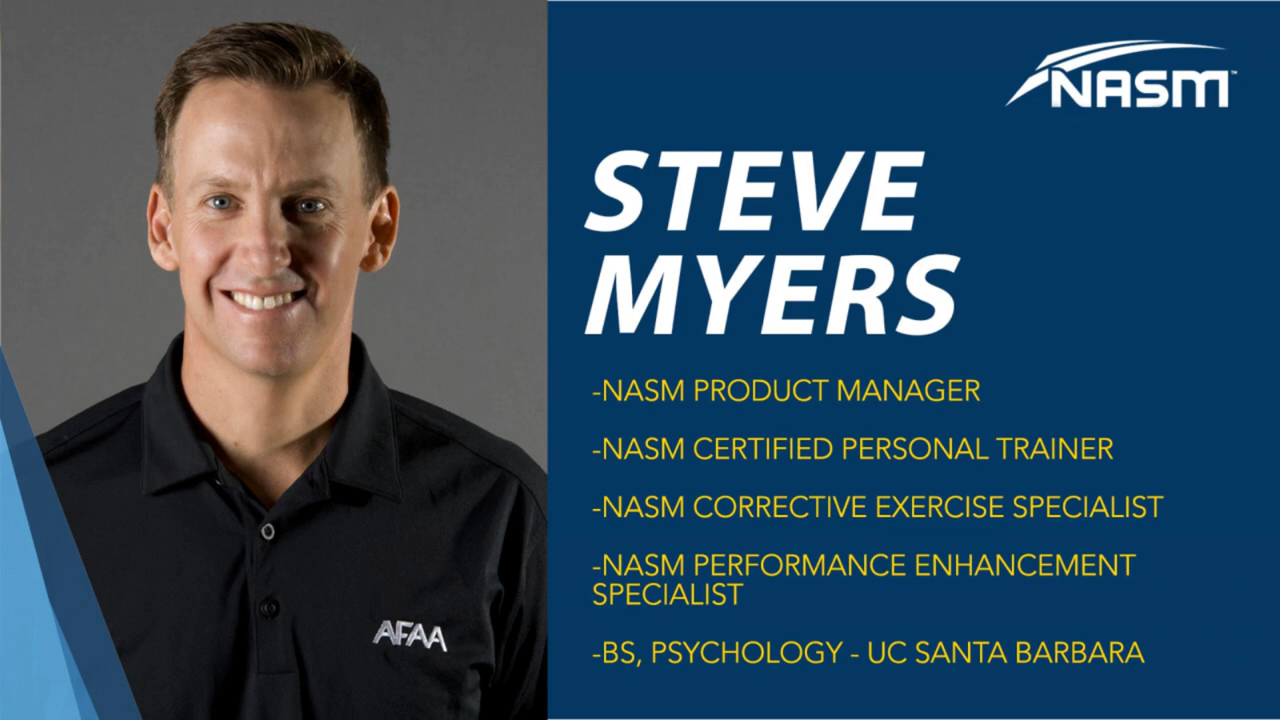 NASM™
STEVE
MYERS
-NASM PRODUCT MANAGER
-NASM CERTIFIED PERSONAL TRAINER
-NASM CORRECTIVE EXERCISE SPECIALIST
-NASM PERFORMANCE ENHANCEMENT
SPECIALIST
-BS, PSYCHOLOGY - UC SANTA BARBARA
AFAA